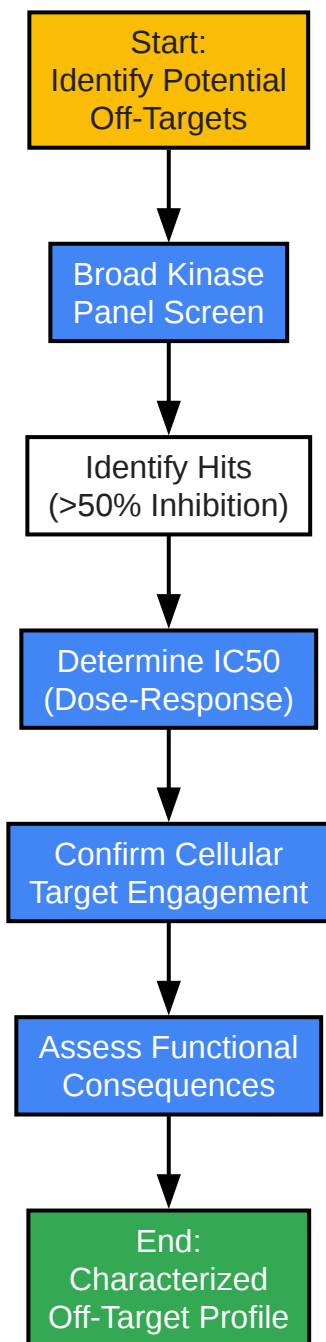 Start:
Identify Potential
Off-Targets
Broad Kinase
Panel Screen
Identify Hits
(>50% Inhibition)
Determine IC50
(Dose-Response)
Confirm Cellular
Target Engagement
Assess Functional
Consequences
End:
Characterized
Off-Target Profile